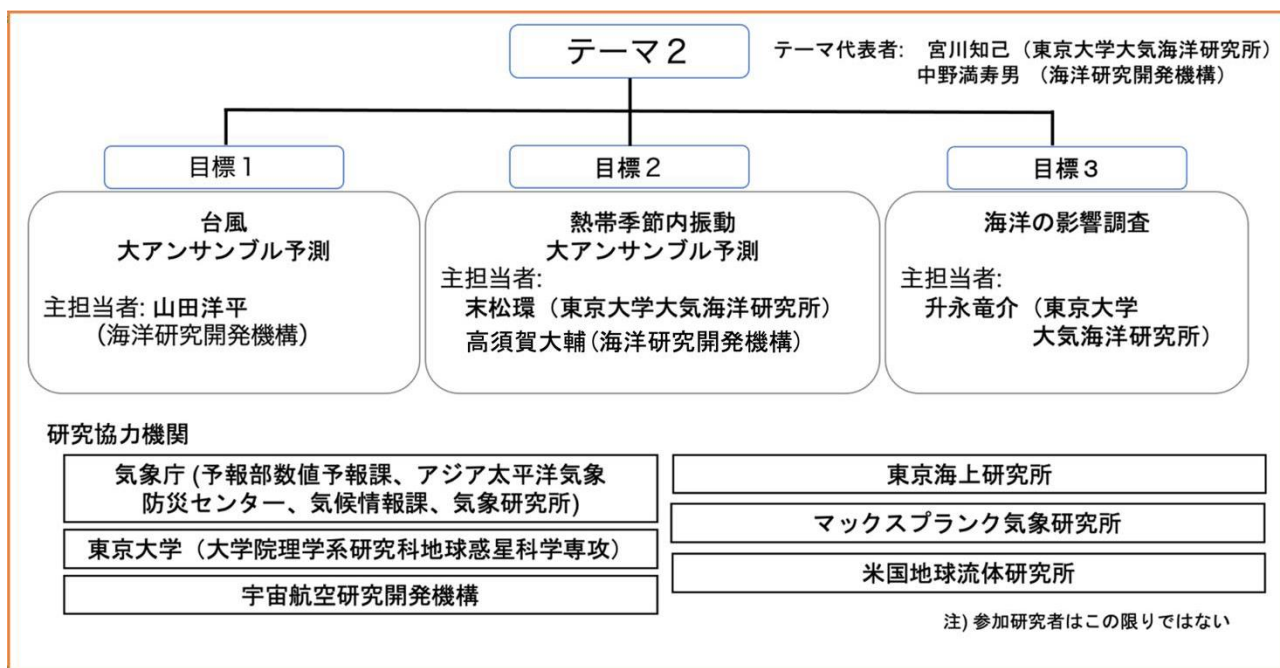 テーマ2
テーマ代表者: 宮川知己（東京大学大気海洋研究所）
中野満寿男 （海洋研究開発機構）
目標1
台風
大アンサンブル予測
主担当者: 山田洋平
（海洋研究開発機構）
目標2
熱帯季節内振動
大アンサンブル予測
主担当者:
末松環（東京大学大気海洋研究所）
高須賀大輔(海洋研究開発機構)
目標3
海洋の影響調査
主担当者:
升永竜介（東京大学
大気海洋研究所）
研究協力機関
気象庁 (予報部数値予報課、アジア太平洋気象
防災センター、気候情報課、気象研究所)
東京大学（大学院理学系研究科地球惑星科学専攻）
宇宙航空研究開発機構
東京海上研究所
マックスプランク気象研究所
米国地球流体研究所
注) 参加研究者はこの限りではない